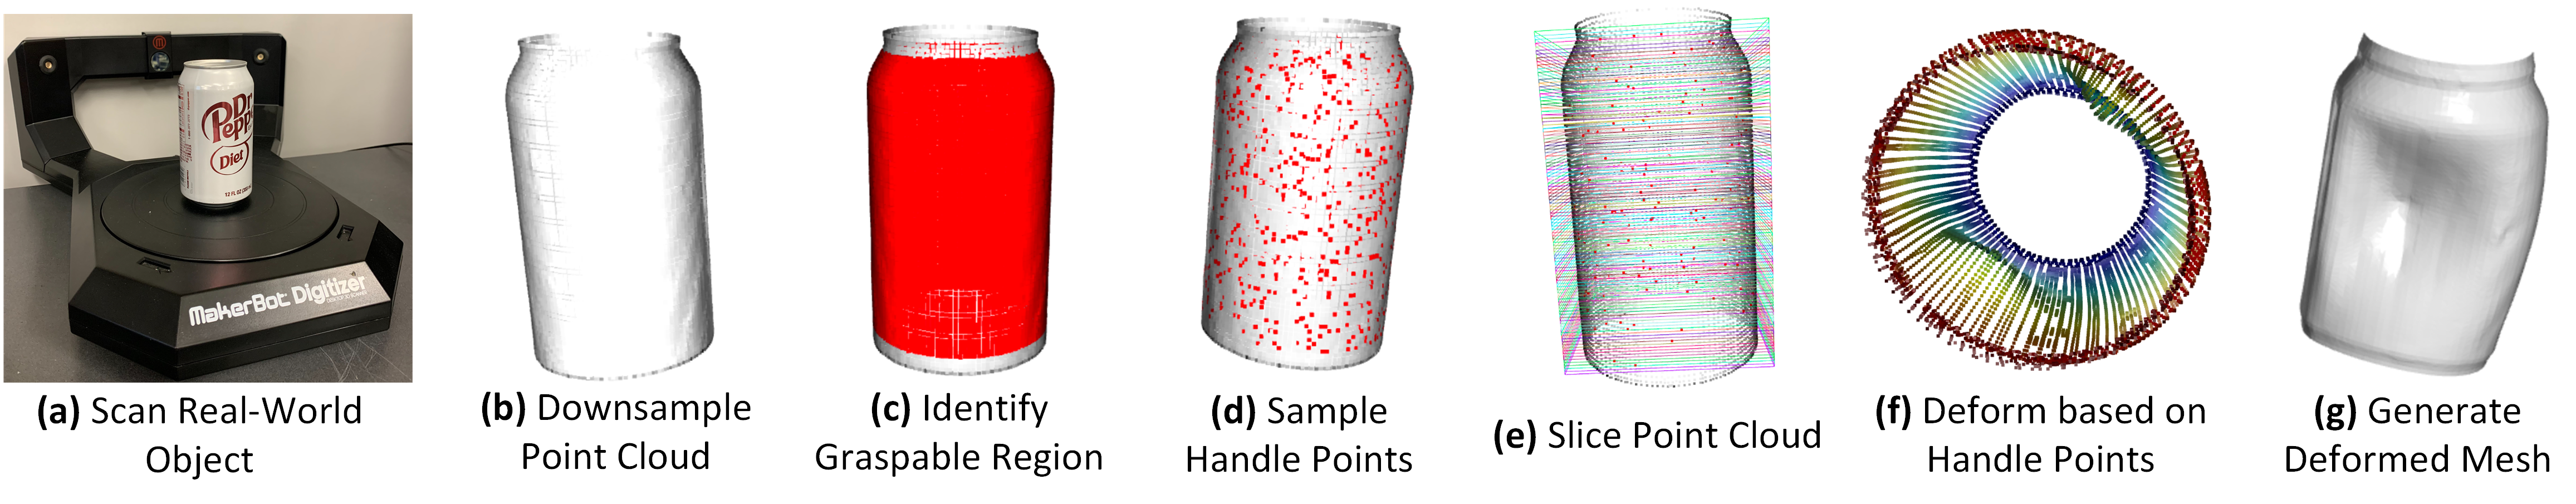 Dr
Pepp
Diet
12 FL OZ
MakerBot Digitizer
(a) Scan Real-World
Object
(b) Downsample
Point Cloud
(c) Identify
Graspable Region
(d) Sample
Handle Points
(e) Slice Point Cloud
(f) Deform based on
Handle Points
(g) Generate
Deformed Mesh